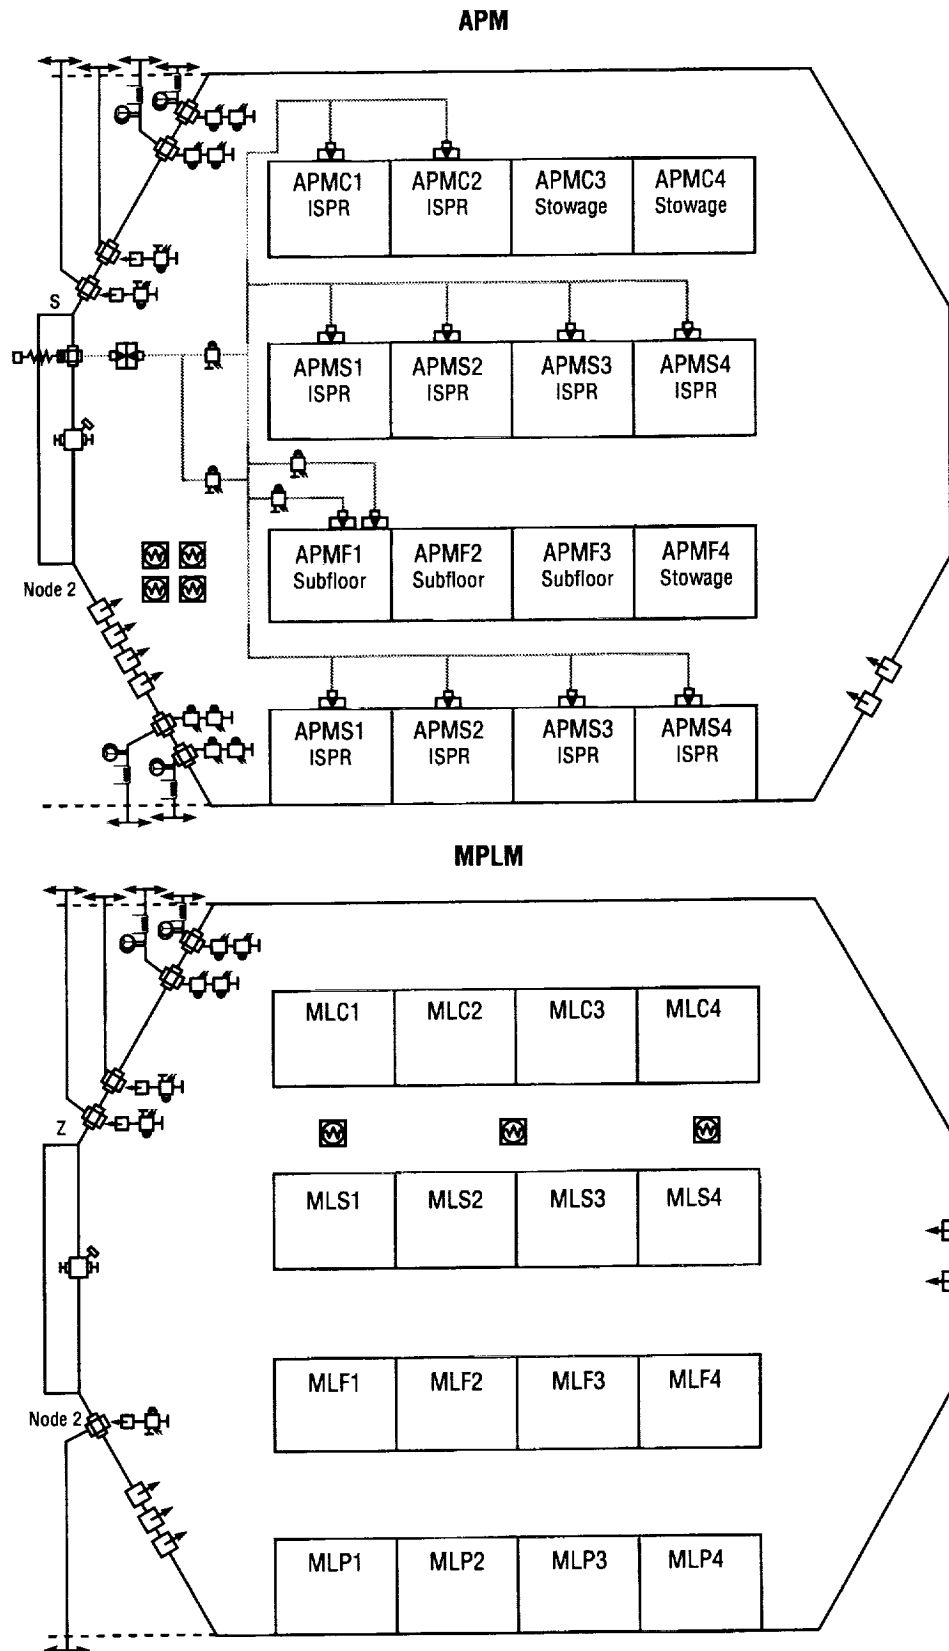 APM
APMC1 APMC2 APMC3 APMC4
ISPR ISPR Stowage Stowage
S
APMS1 APMS2 APMS3 APMS4
ISPR ISPR ISPR ISPR
APMF1 APMF2 APMF3 APMF4
Subfloor Subfloor Subfloor Stowage
Node 2
APMS1 APMS2 APMS3 APMS4
ISPR ISPR ISPR ISPR
MPLM
MLC1 MLC2 MLC3 MLC4
Z
MLS1 MLS2 MLS3 MLS4
MLF1 MLF2 MLF3 MLF4
Node 2
MLP1 MLP2 MLP3 MLP4